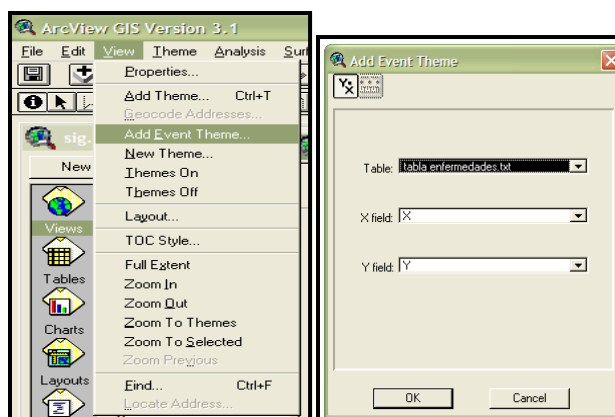 ArcView GIS Version 3.1
File Edit View Theme Analysis
Properties...
Add Theme... Ctrl+T
Geocode Addresses...
sig.
Add Event Theme...
New
New Theme...
Themes On
Themes Off
Layout...
Views
TOC Style...
Full Extent
Tables
Zoom In
Zoom Out
Zoom To Themes
Charts
Zoom To Selected
Zoom Previous
Layouts
Find... Ctrl+F
Locate Address...
Add Event Theme
Table: tabla enfermedades.txt
X field: X
Y field: Y
OK Cancel